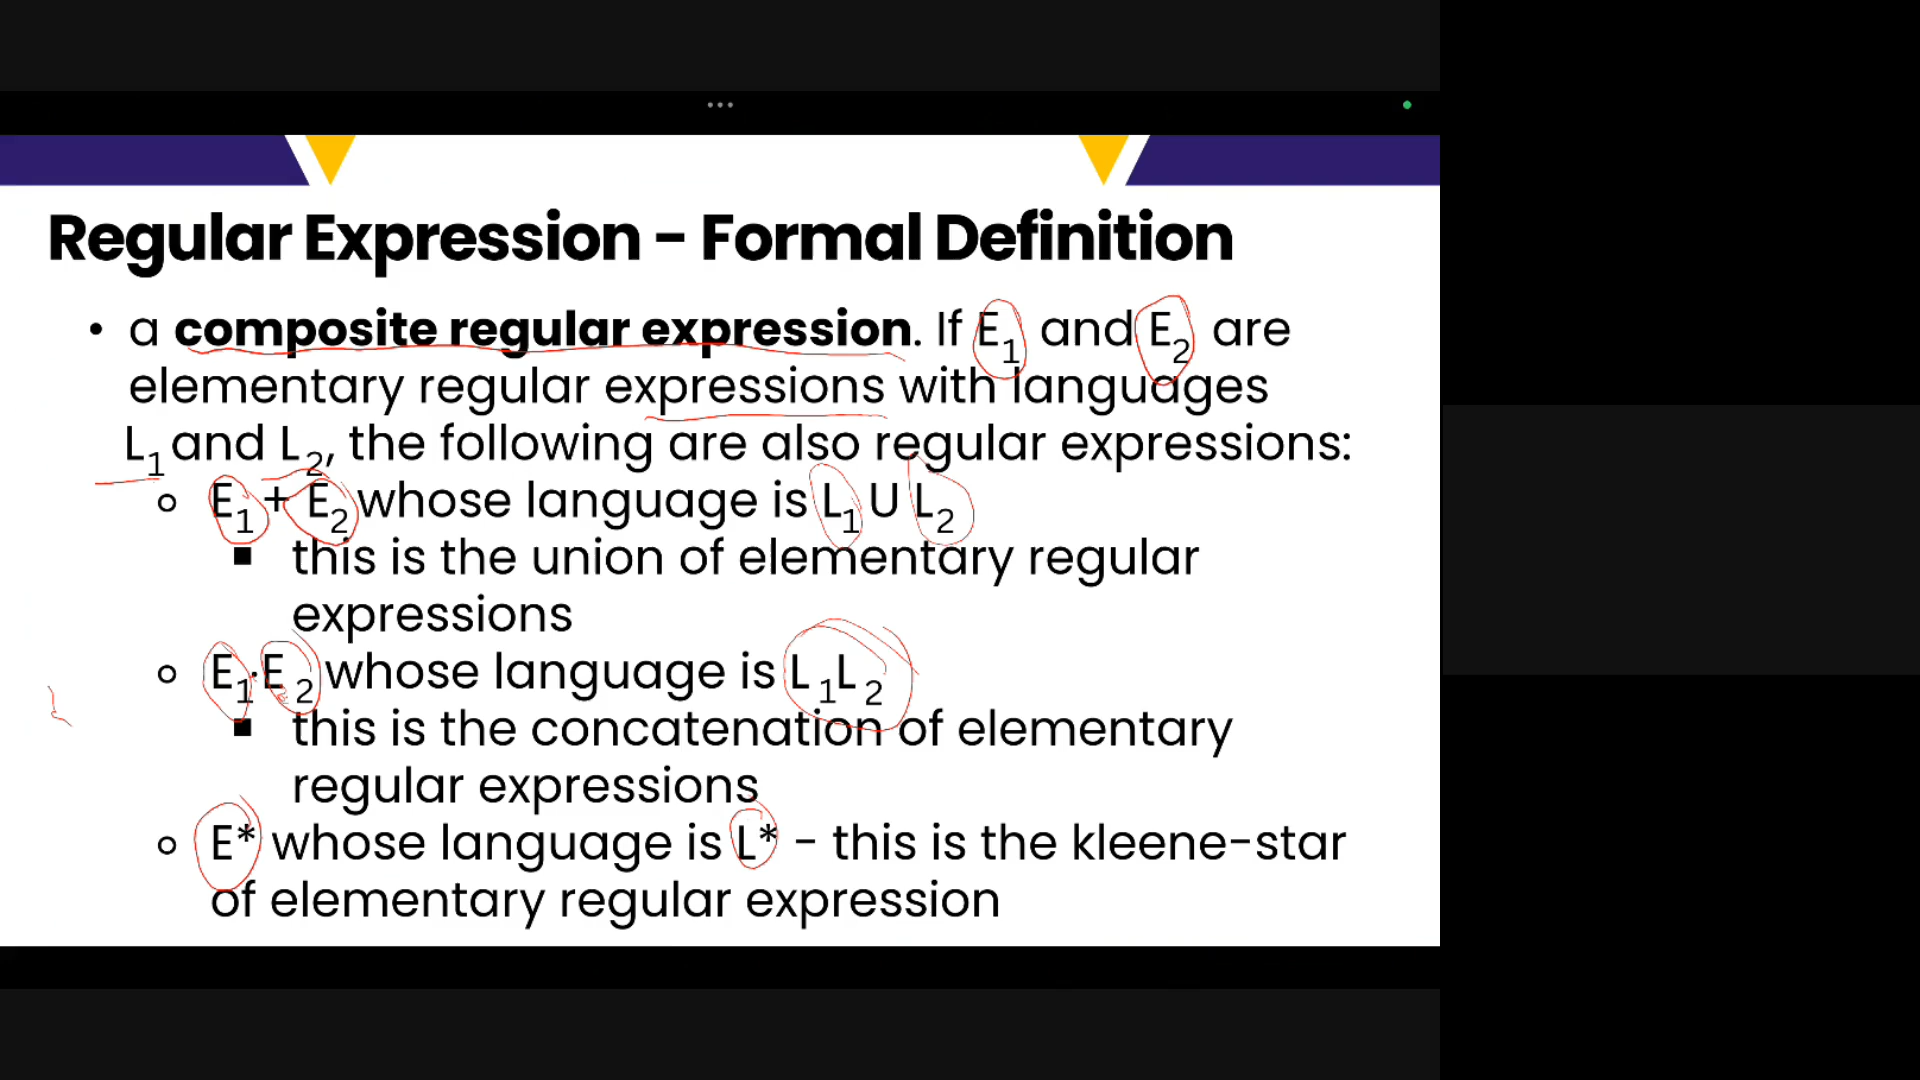 Regular Expression - Formal Definition
• a composite regular expression. If E1 and E2 are
elementary regular expressions with languages
L1 and L2, the following are also regular expressions:
○ E1 + E2 whose language is L1 U L2
■ this is the union of elementary regular
expressions
○ E1·E2 whose language is L1L2
■ this is the concatenation of elementary
regular expressions
○ E* whose language is L* - this is the kleene-star
of elementary regular expression